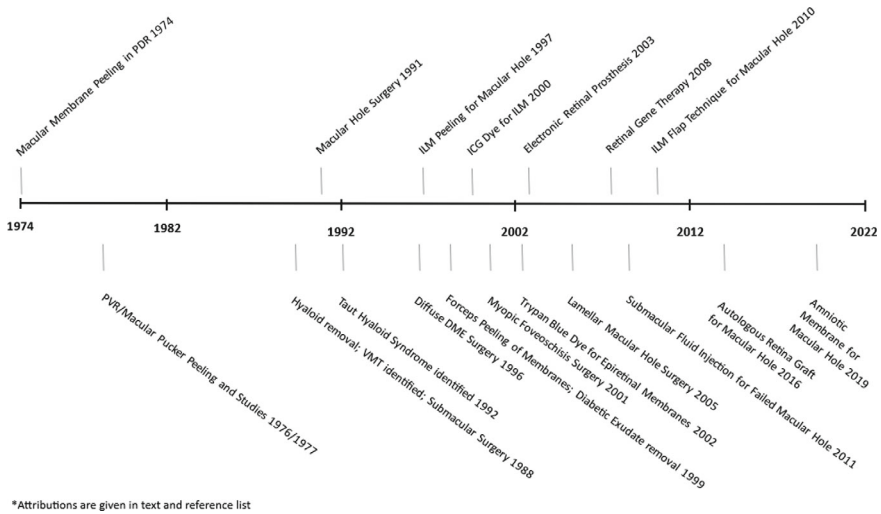 Macular Membrane Peeling in PDR 1974
Macular Hole Surgery 1991
ILM Peeling for Macular Hole 1997
ICG Dye for ILM 2000
Electronic Retinal Prosthesis 2003
Retinal Gene Therapy 2008
ILM Flap Technique for Macular Hole 2010
1974
1982
1992
2002
2012
2022
PVR/Macular Pucker Peeling and Studies 1976/1977
Hyaloid removal; VMT identified; Submacular Surgery 1988
Taut Hyaloid Syndrome identified 1992
Diffuse DME Surgery 1996
Forceps Peeling of Membranes; Diabetic Exudate removal 1999
Myopic Foveoschisis Surgery 2001
Trypan Blue Dye for Epiretinal Membranes 2002
Lamellar Macular Hole Surgery 2005
Submacular Fluid Injection for Failed Macular Hole 2011
Autologous Retina Graft
for Macular Hole 2016
Amniotic
Membrane for
Macular Hole 2019
*Attributions are given in text and reference list